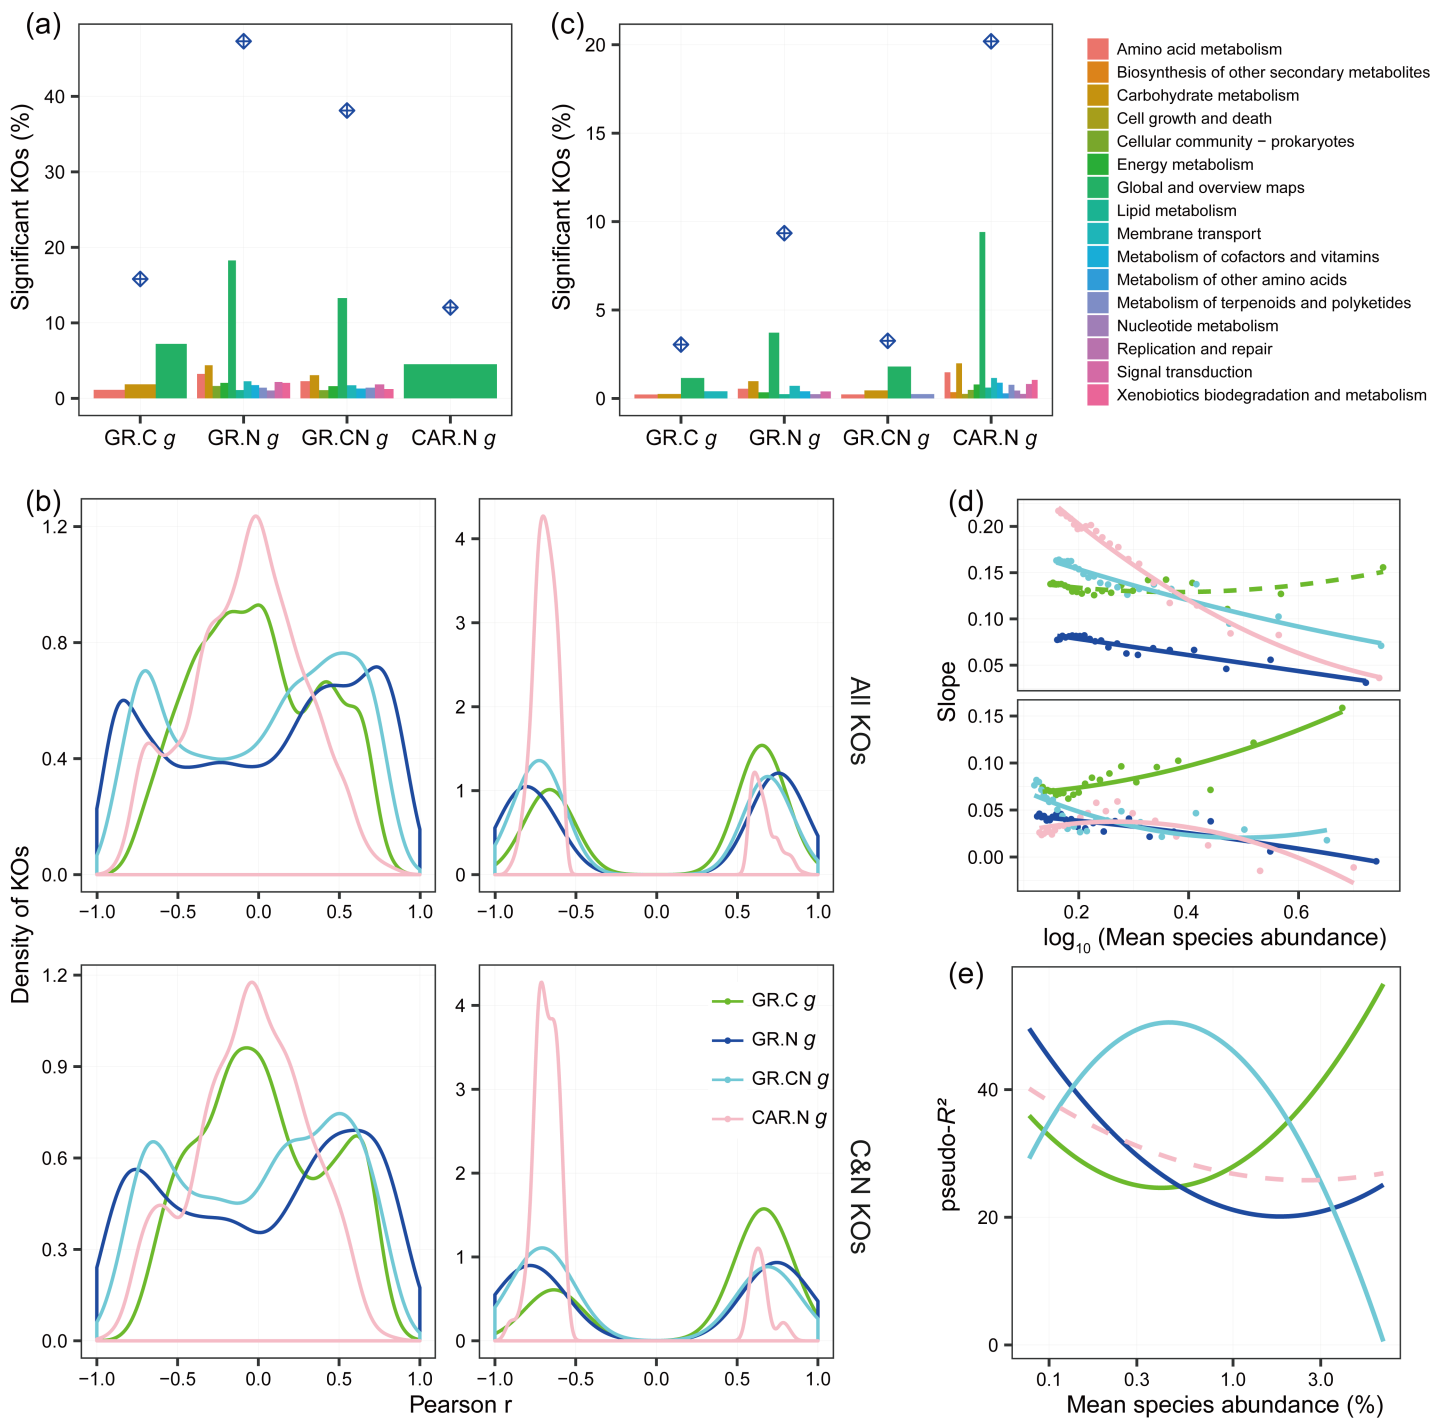 (a)
Significant KOs (%)
40
30
20
10
0
GR.C g
GR.N g
GR.CN g
CAR.N g
(c)
Significant KOs (%)
20
15
10
5
0
GR.C g
GR.N g
GR.CN g
CAR.N g
Amino acid metabolism
Biosynthesis of other secondary metabolites
Carbohydrate metabolism
Cell growth and death
Cellular community − prokaryotes
Energy metabolism
Global and overview maps
Lipid metabolism
Membrane transport
Metabolism of cofactors and vitamins
Metabolism of other amino acids
Metabolism of terpenoids and polyketides
Nucleotide metabolism
Replication and repair
Signal transduction
Xenobiotics biodegradation and metabolism
(b)
Density of KOs
1.2
0.8
0.4
0.0
−1.0 −0.5 0.0 0.5 1.0
4
3
2
1
0
−1.0 −0.5 0.0 0.5 1.0
All KOs
1.2
0.9
0.6
0.3
0.0
−1.0 −0.5 0.0 0.5 1.0
4
3
2
1
0
−1.0 −0.5 0.0 0.5 1.0
GR.C g
GR.N g
GR.CN g
CAR.N g
C&N KOs
Pearson r
(d)
Slope
0.20
0.15
0.10
0.05
0.15
0.10
0.05
0.00
0.2 0.4 0.6
log10 (Mean species abundance)
(e)
pseudo-R²
40
20
0
0.1 0.3 1.0 3.0
Mean species abundance (%)